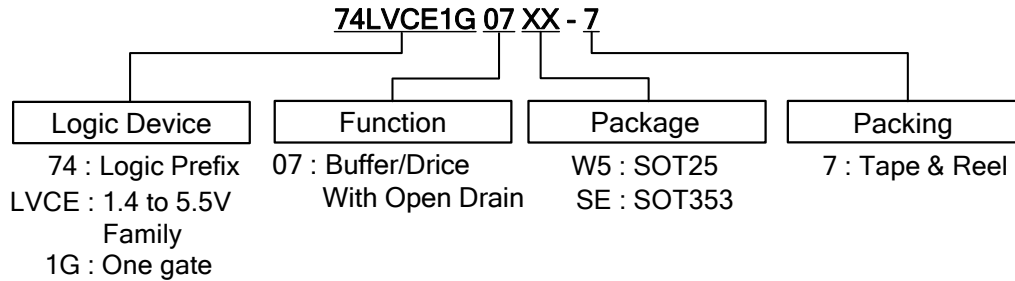 74LVCE1G 07 XX - 7
Logic Device
74 : Logic Prefix
LVCE : 1.4 to 5.5V
Family
1G : One gate
Function
07 : Buffer/Drice
With Open Drain
Package
W5 : SOT25
SE : SOT353
Packing
7 : Tape & Reel